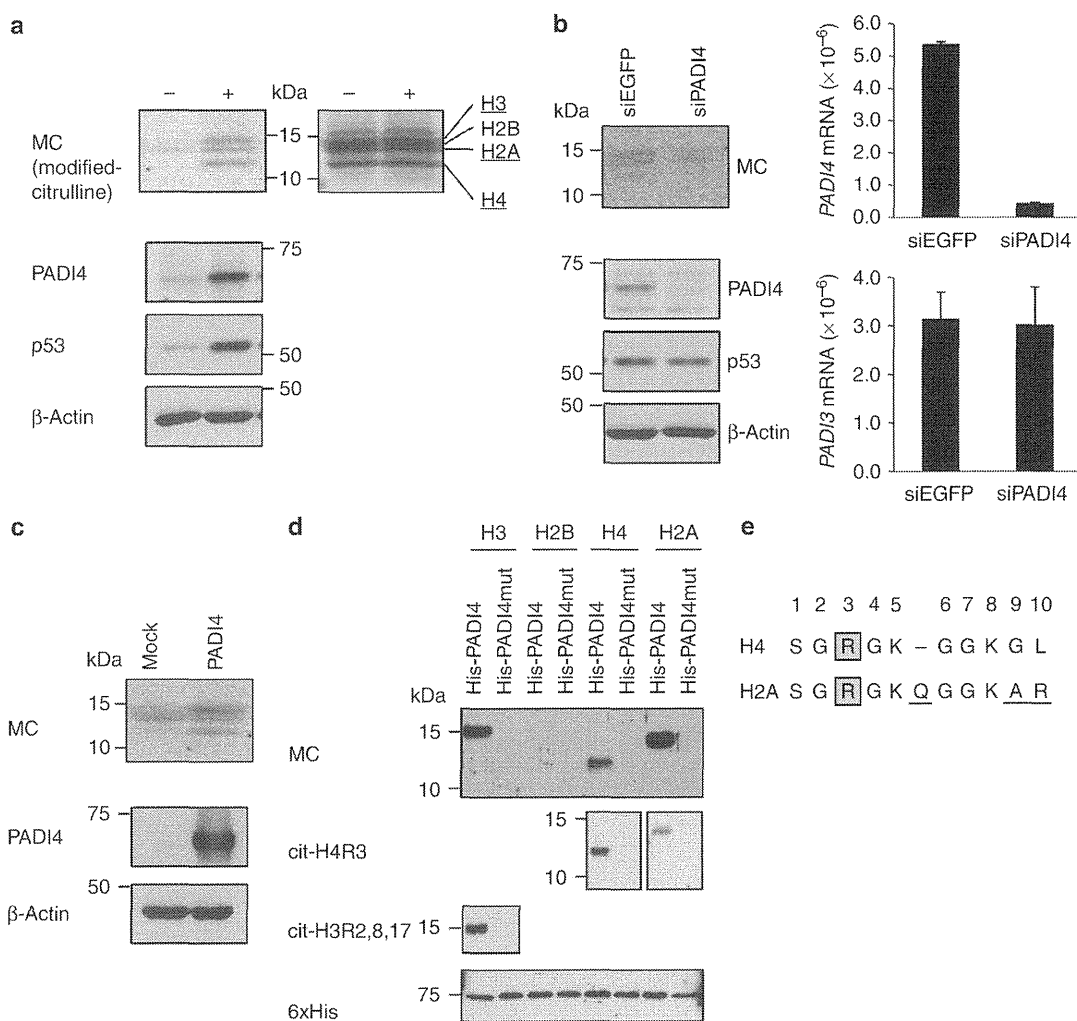 a
– + kDa – +
MC
(modified-
citrulline)
15
10
H3
H2B
H2A
H4
PADI4
75
p53
50
β-Actin
50
b
siEGFP
siPADI4
kDa
15
10
MC
75
PADI4
50
p53
50
β-Actin
PADI4 mRNA (× 10⁻⁶)
6.0
5.0
4.0
3.0
2.0
1.0
0.0
siEGFP siPADI4
PADI3 mRNA (× 10⁻⁶)
4.0
3.0
2.0
1.0
0.0
siEGFP siPADI4
c
Mock
PADI4
kDa
MC
15
10
PADI4
75
β-Actin
50
d
H3 H2B H4 H2A
His-PADI4
His-PADI4mut
His-PADI4
His-PADI4mut
His-PADI4
His-PADI4mut
His-PADI4
His-PADI4mut
kDa
MC
15
10
cit-H4R3
15
10
cit-H3R2,8,17
15
6xHis
75
e
1 2 3 4 5 6 7 8 9 10
H4 S G R G K – G G K G L
H2A S G R G K Q G G K A R